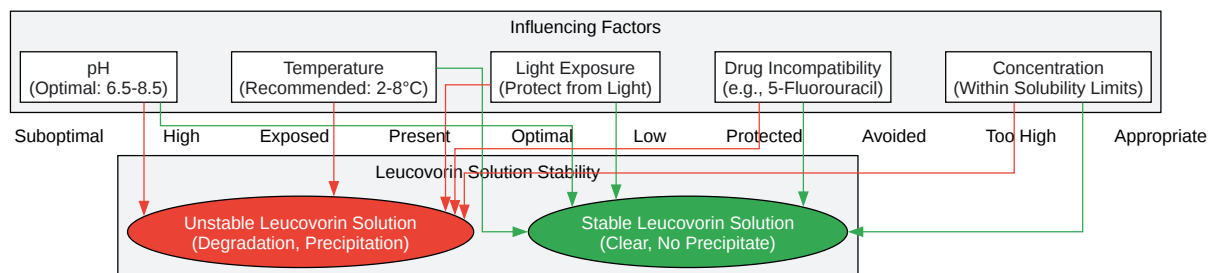 Influencing Factors
pH
(Optimal: 6.5-8.5)
Temperature
(Recommended: 2-8°C)
Light Exposure
(Protect from Light)
Drug Incompatibility
(e.g., 5-Fluorouracil)
Concentration
(Within Solubility Limits)
Suboptimal High Exposed Present Optimal Low Protected Avoided Too High Appropriate
Leucovorin Solution Stability
Unstable Leucovorin Solution
(Degradation, Precipitation)
Stable Leucovorin Solution
(Clear, No Precipitate)